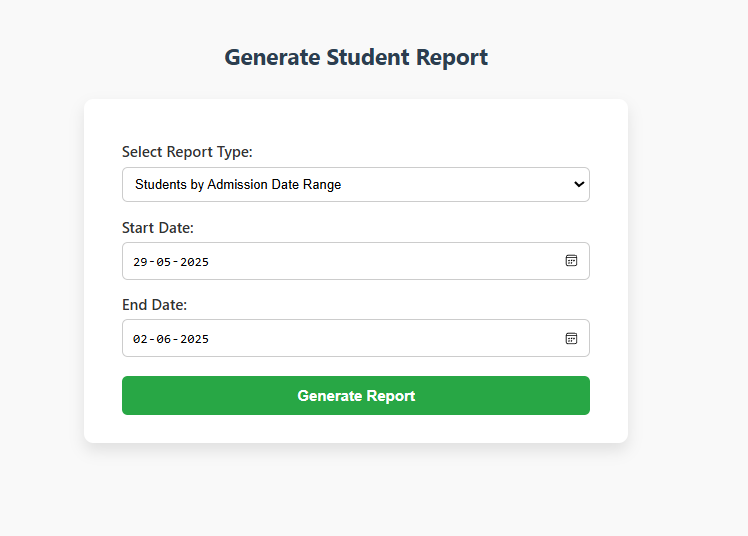 Generate Student Report
Select Report Type:
Students by Admission Date Range
Start Date:
29-05-2025
End Date:
02-06-2025
Generate Report